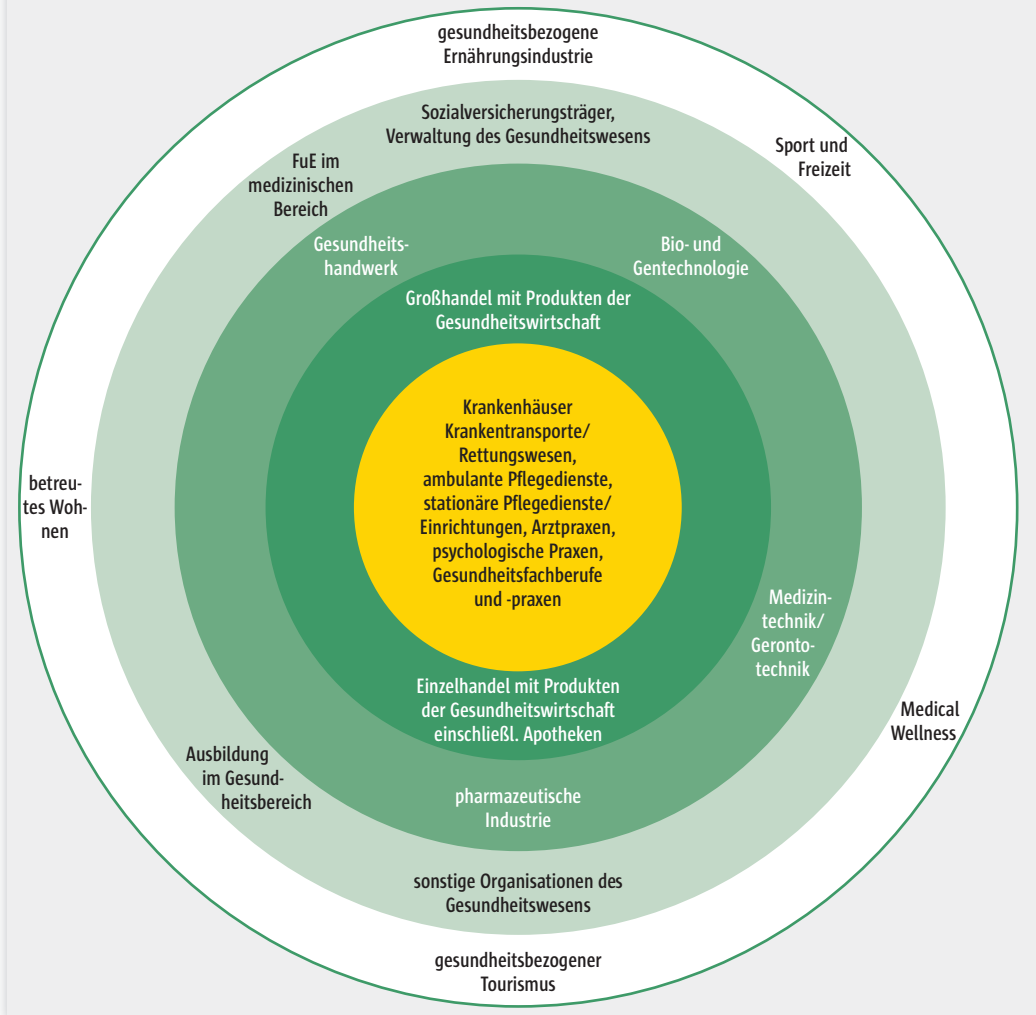 gesundheitsbezogene
Ernährungsindustrie
Sozialversicherungsträger,
Verwaltung des Gesundheitswesens
Sport und
Freizeit
FuE im
medizinischen
Bereich
Gesundheits-
handwerk
Bio- und
Gentechnologie
Großhandel mit Produkten der
Gesundheitswirtschaft
Krankenhäuser
Krankentransporte/
Rettungswesen,
ambulante Pflegedienste,
stationäre Pflegedienste/
Einrichtungen, Arztpraxen,
psychologische Praxen,
Gesundheitsfachberufe
und -praxen
betreu-
tes Woh-
nen
Medizin-
technik/
Geronto-
technik
Einzelhandel mit Produkten
der Gesundheitswirtschaft
einschließl. Apotheken
Medical
Wellness
Ausbildung
im Gesund-
heitsbereich
pharmazeutische
Industrie
sonstige Organisationen des
Gesundheitswesens
gesundheitsbezogener
Tourismus